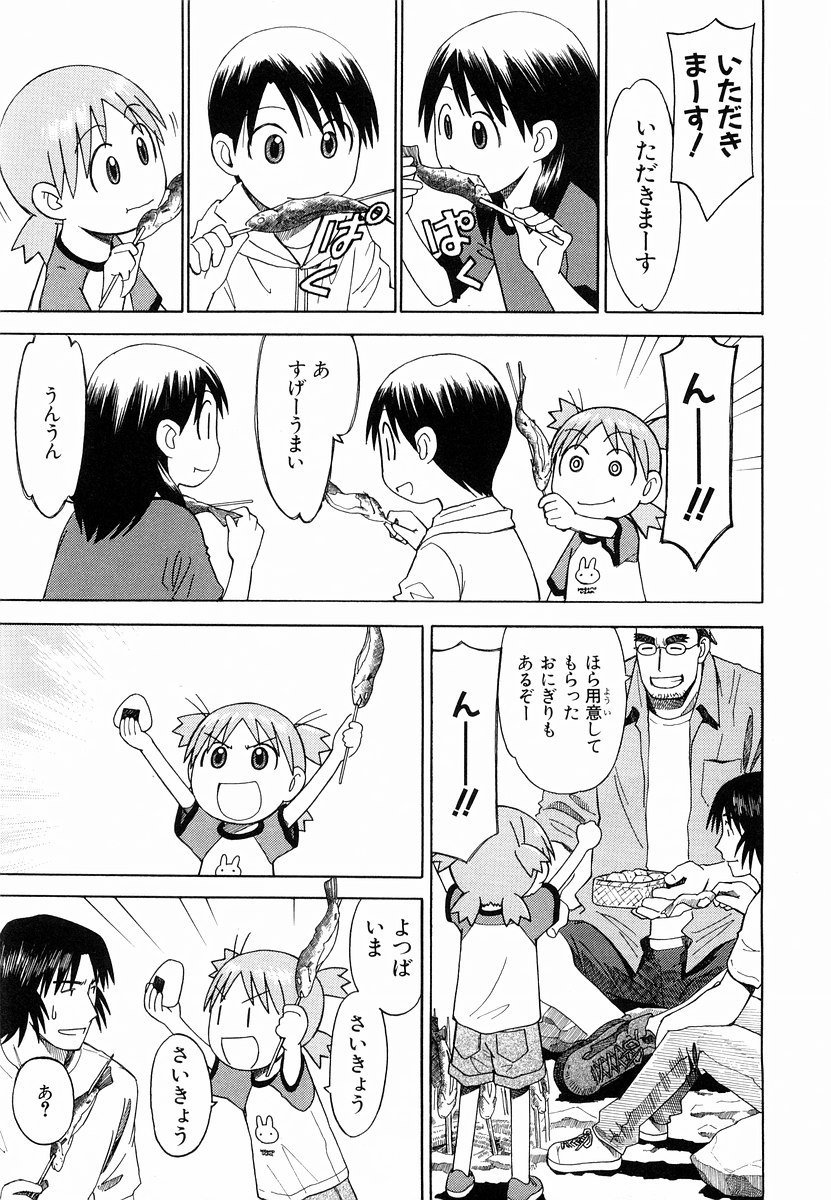 いただき
まーす！
いただきまーす
ぱく
ぱく
んーー！！
あ
すげーうまい
うんうん
ほら用意して
もらった
おにぎりも
あるぞー
んーー！！
よつば
いま
さいきょう
さいきょう
あ？